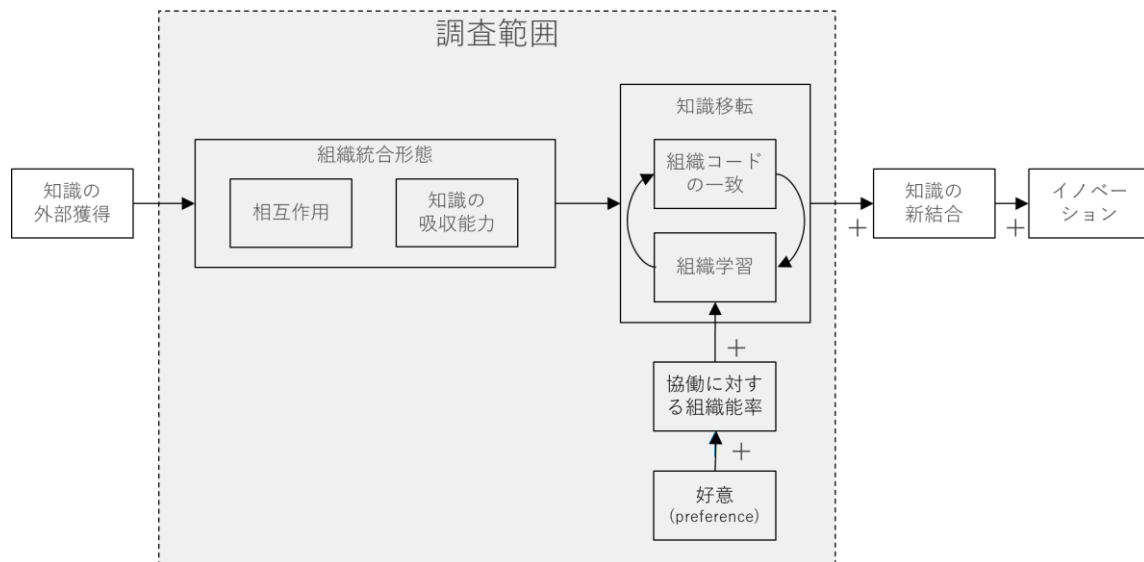 調査範囲
知識の
外部獲得
組織統合形態
相互作用
知識の
吸収能力
知識移転
組織コード
の一致
組織学習
+
知識の
新結合
+
イノベー
ション
+
協働に対す
る組織能率
+
好意
(preference)